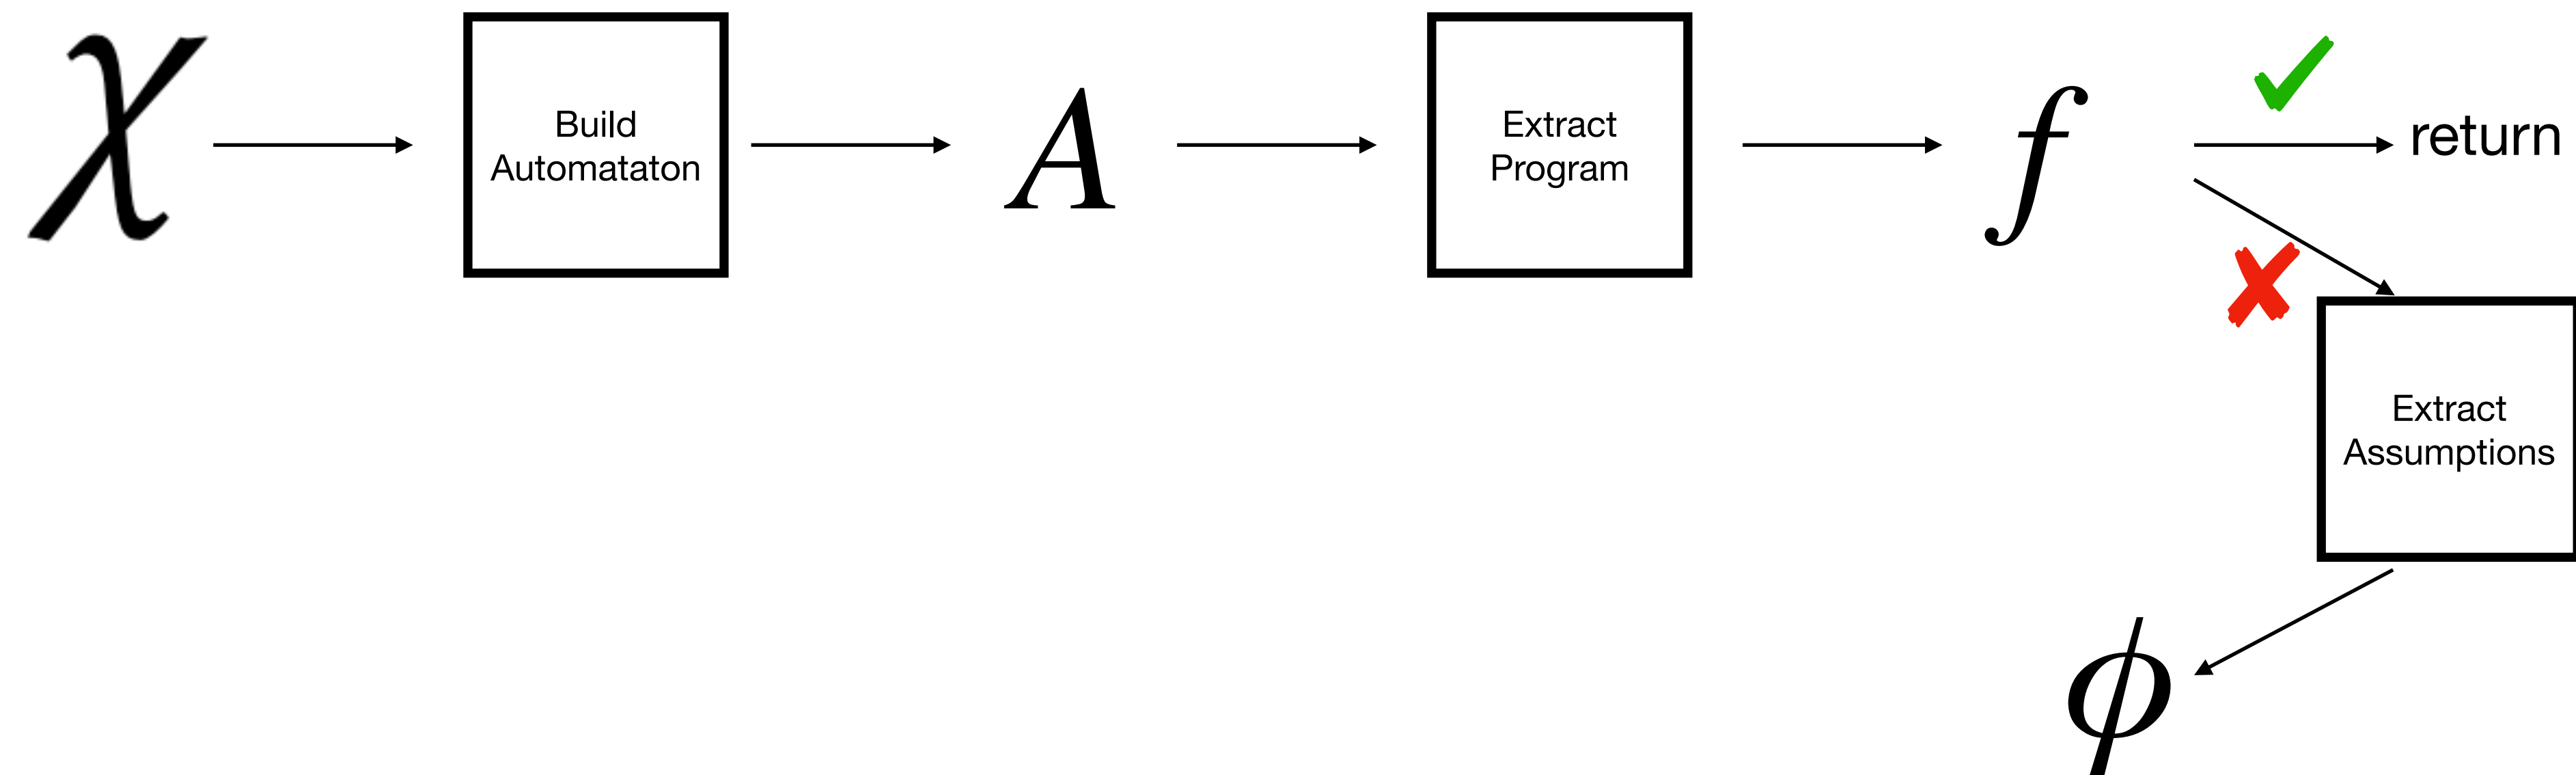 χ
Build
Automataton
A
Extract
Program
f
return
Extract
Assumptions
ϕ